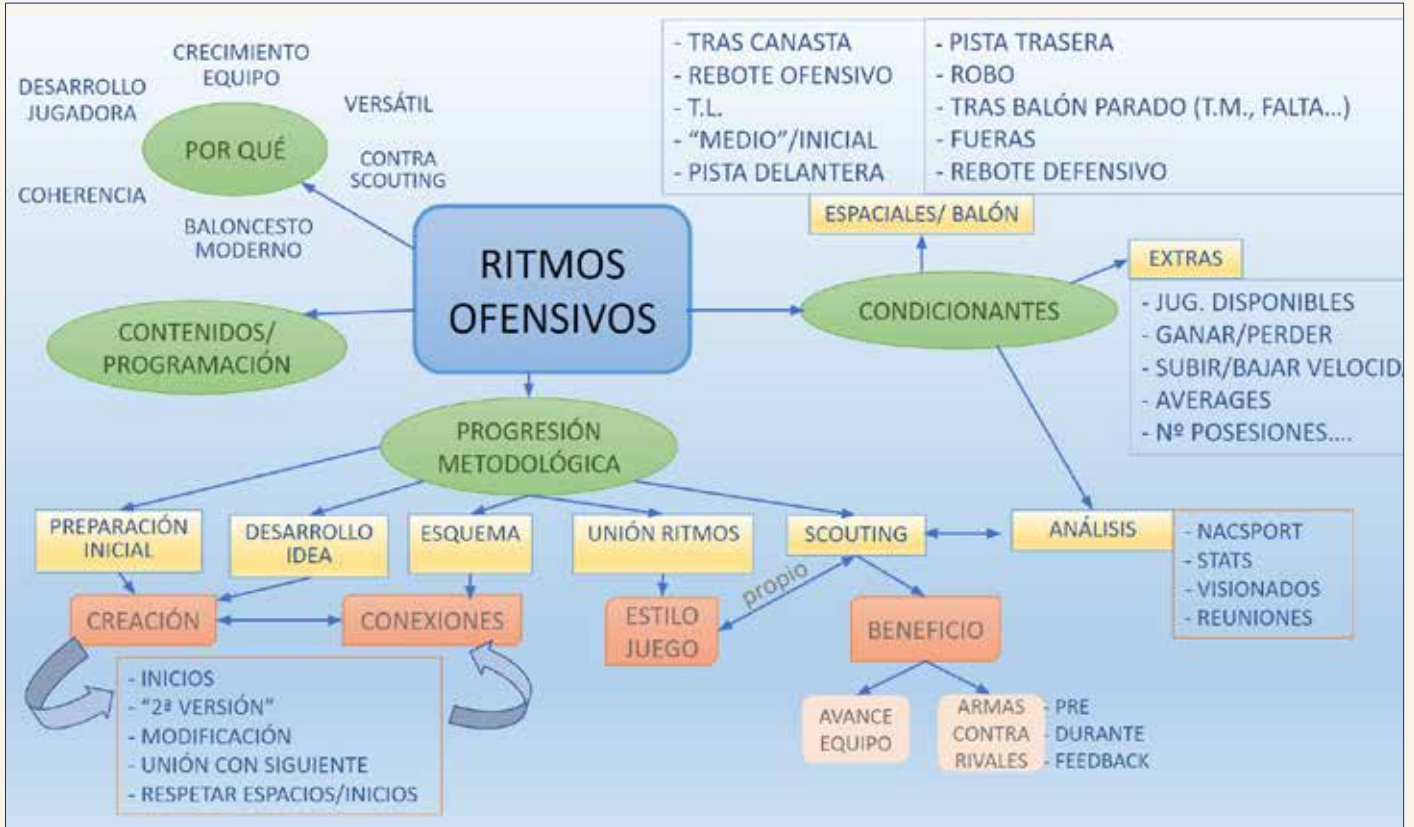 CRECIMIENTO
EQUIPO
DESARROLLO
JUGADORA
VERSÁTIL
POR QUÉ
CONTRA
SCOUTING
COHERENCIA
BALONCESTO
MODERNO
- TRAS CANASTA
- REBOTE OFENSIVO
- T.L.
- “MEDIO”/INICIAL
- PISTA DELANTERA
- PISTA TRASERA
- ROBO
- TRAS BALÓN PARADO (T.M., FALTA...)
- FUERAS
- REBOTE DEFENSIVO
ESPACIALES/ BALÓN
RITMOS
OFENSIVOS
CONDICIONANTES
EXTRAS
- JUG. DISPONIBLES
- GANAR/PERDER
- SUBIR/BAJAR VELOCID
- AVERAGES
- Nº POSESIONES....
CONTENIDOS/
PROGRAMACIÓN
PROGRESIÓN
METODOLÓGICA
PREPARACIÓN
INICIAL
DESARROLLO
IDEA
ESQUEMA
UNIÓN RITMOS
SCOUTING
ANÁLISIS
- NACSPORT
- STATS
- VISIONADOS
- REUNIONES
CREACIÓN
CONEXIONES
ESTILO
JUEGO
propio
BENEFICIO
- INICIOS
- “2ª VERSIÓN”
- MODIFICACIÓN
- UNIÓN CON SIGUIENTE
- RESPETAR ESPACIOS/INICIOS
AVANCE
EQUIPO
ARMAS
CONTRA
RIVALES
- PRE
- DURANTE
- FEEDBACK